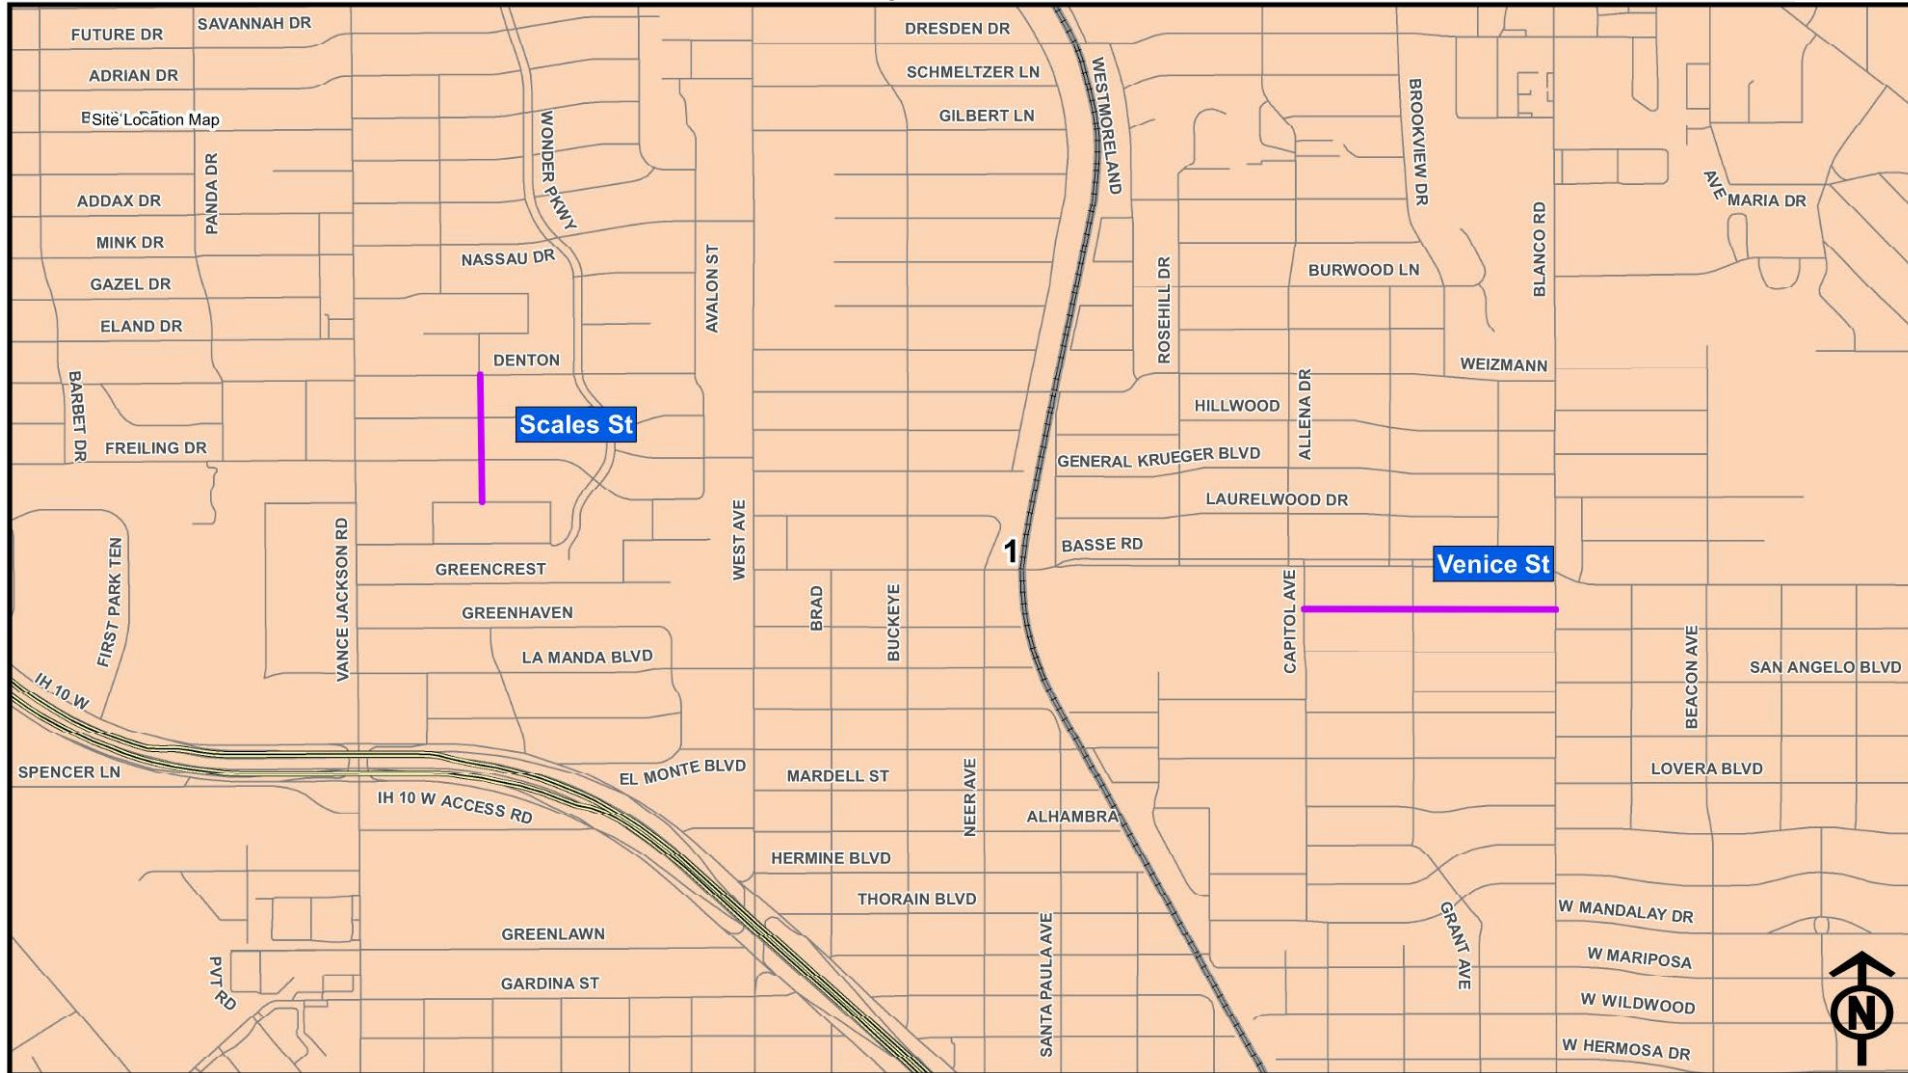 FUTURE DR
SAVANNAH DR
DRESDEN DR
ADRIAN DR
SCHMELTZER LN
WESTMORELAND
BROOKVIEW DR
Site Location Map
GILBERT LN
WONDER PKWY
PANDA DR
ADDAX DR
AVE
MARIA DR
MINK DR
NASSAU DR
AVALON ST
BLANCO RD
GAZEL DR
ROSEHILL DR
BURWOOD LN
ELAND DR
DENTON
WEIZMANN
BARBET DR
Scales St
HILLWOOD
ALLENA DR
FREILING DR
GENERAL KRUEGER BLVD
LAURELWOOD DR
VANCE JACKSON RD
WEST AVE
1
BASSE RD
Venice St
FIRST PARK TEN
GREENCREST
GREENHAVEN
BRAD
BUCKEYE
CAPITOL AVE
LA MANDA BLVD
BEACON AVE
SAN ANGELO BLVD
IH 10 W
SPENCER LN
EL MONTE BLVD
MARDELL ST
NEER AVE
LOVERA BLVD
IH 10 W ACCESS RD
ALHAMBRA
HERMINE BLVD
THORAIN BLVD
GRANT AVE
W MANDALAY DR
GREENLAWN
SANTA PAULA AVE
W MARIPOSA
PVT RD
GARDINA ST
W WILDWOOD
W HERMOSA DR
N